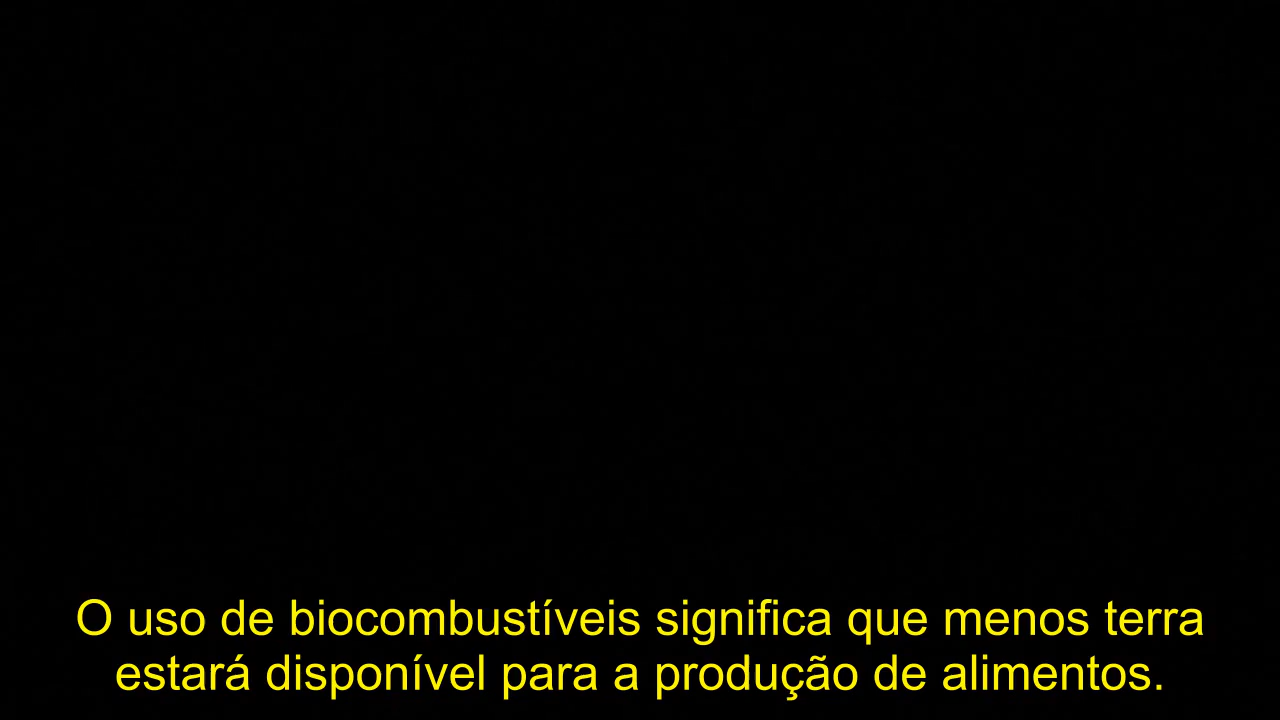 O uso de biocombustíveis significa que menos terra
estará disponível para a produção de alimentos.